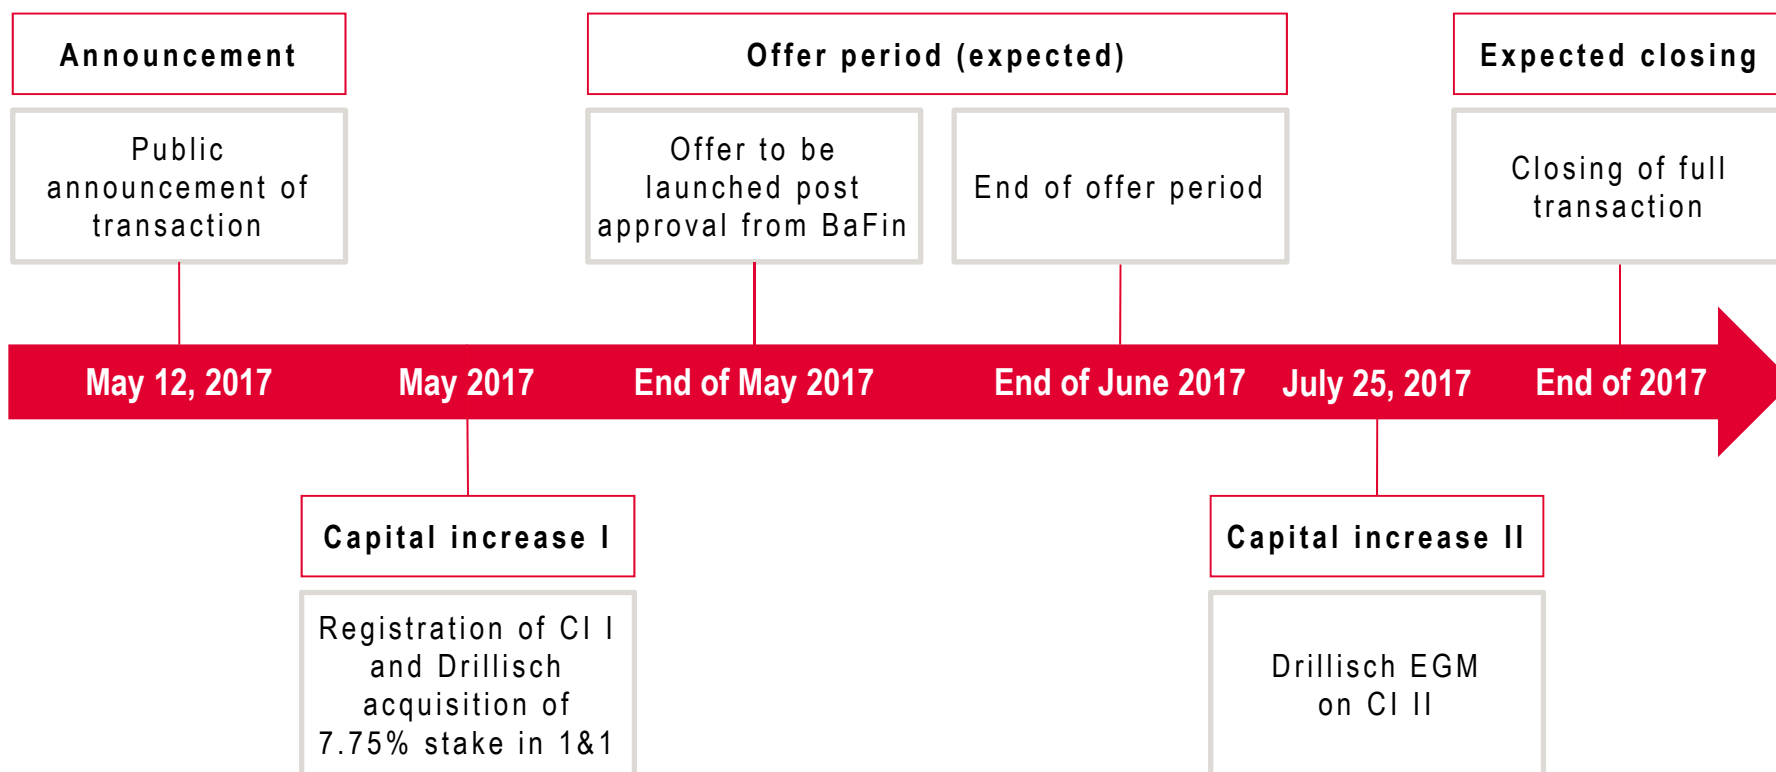 Announcement
Offer period (expected)
Expected closing
Public
announcement of
transaction
Offer to be
launched post
approval from BaFin
End of offer period
Closing of full
transaction
May 12, 2017
May 2017
End of May 2017
End of June 2017
July 25, 2017
End of 2017
Capital increase I
Capital increase II
Registration of CI I
and Drillisch
acquisition of
7.75% stake in 1&1
Drillisch EGM
on CI II